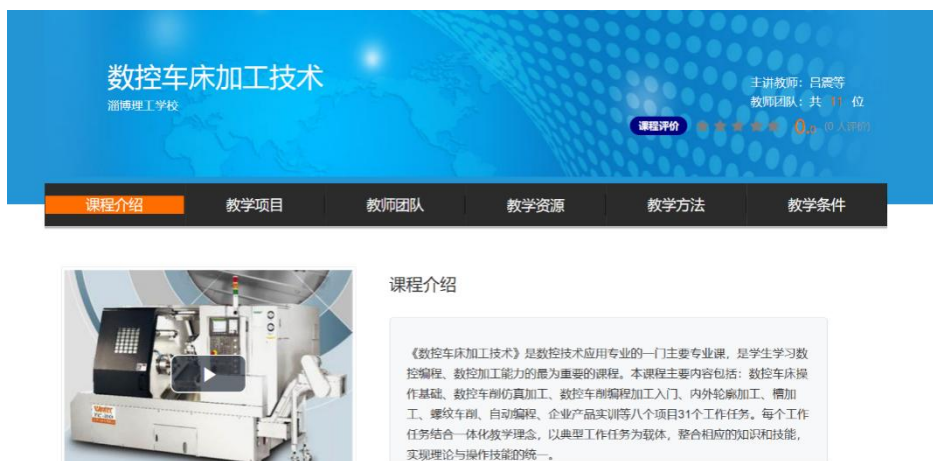 数控车床加工技术
淄博理工学校
主讲教师：吕震等
教师团队：共 11 位
课程评价 0.0 (0 人评价)
课程介绍 教学项目 教师团队 教学资源 教学方法 教学条件
课程介绍
《数控车床加工技术》是数控技术应用专业的一门主要专业课，是学生学习数
控编程、数控加工能力的最为重要的课程。本课程主要内容包括：数控车床操
作基础、数控车削仿真加工、数控车削编程加工入门、内外轮廓加工、槽加
工、螺纹车削、自动编程、企业产品实训等八个项目31个工作任务。每个工作
任务结合一体化教学理念，以典型工作任务为载体，整合相应的知识和技能，
实现理论与操作技能的统一。